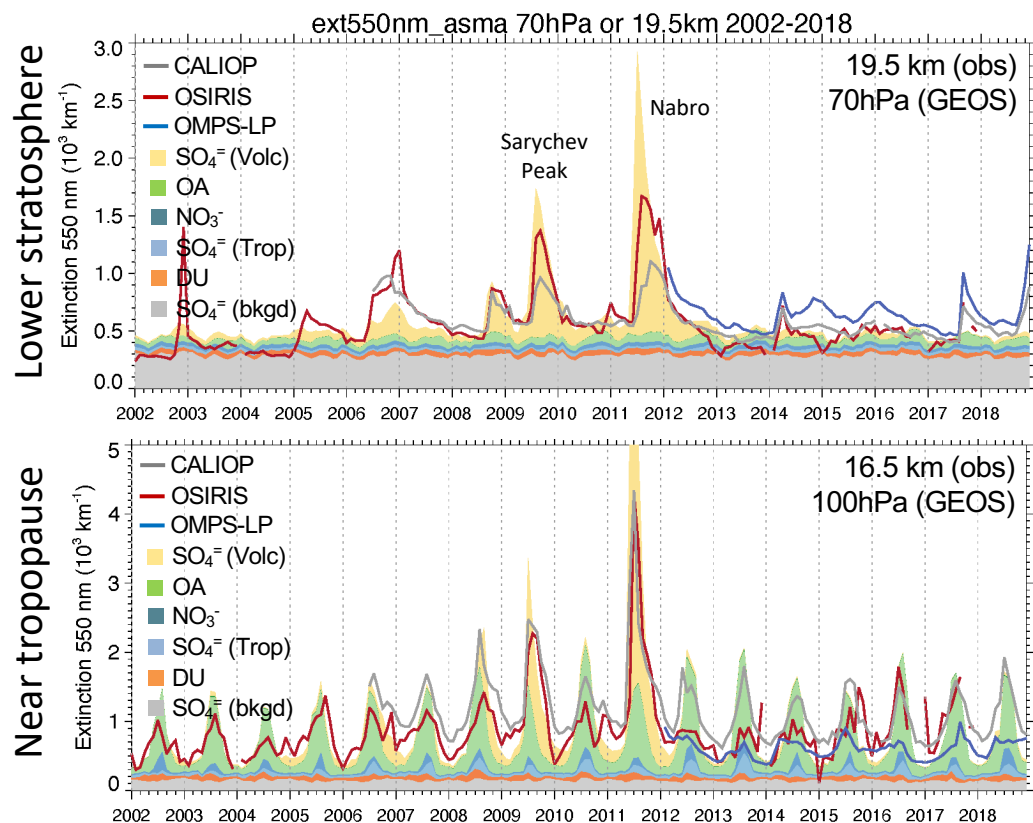 ext550nm_asma 70hPa or 19.5km 2002-2018
Lower stratosphere
Extinction 550 nm (10³ km⁻¹)
3.0
2.5
2.0
1.5
1.0
0.5
0.0
CALIOP
OSIRIS
OMPS-LP
SO₄⁼ (Volc)
OA
NO₃⁻
SO₄⁼ (Trop)
DU
SO₄⁼ (bkgd)
Sarychev
Peak
Nabro
19.5 km (obs)
70hPa (GEOS)
2002 2003 2004 2005 2006 2007 2008 2009 2010 2011 2012 2013 2014 2015 2016 2017 2018
Near tropopause
Extinction 550 nm (10³ km⁻¹)
5
4
3
2
1
0
CALIOP
OSIRIS
OMPS-LP
SO₄⁼ (Volc)
OA
NO₃⁻
SO₄⁼ (Trop)
DU
SO₄⁼ (bkgd)
16.5 km (obs)
100hPa (GEOS)
2002 2003 2004 2005 2006 2007 2008 2009 2010 2011 2012 2013 2014 2015 2016 2017 2018